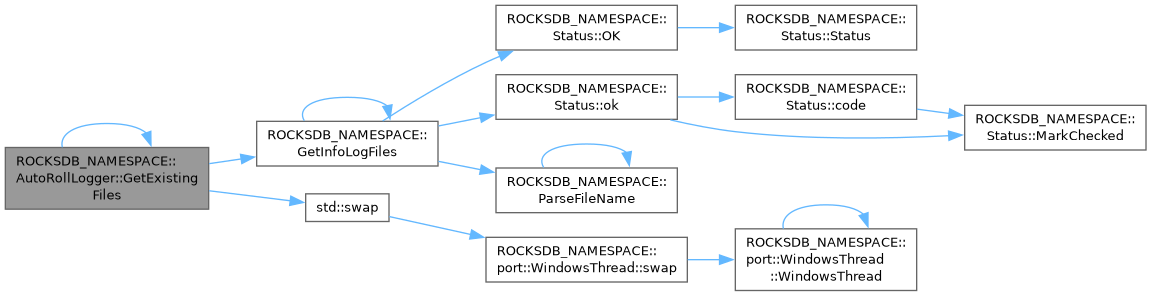 ROCKSDB_NAMESPACE::
AutoRollLogger::GetExisting
Files
ROCKSDB_NAMESPACE::
GetInfoLogFiles
std::swap
ROCKSDB_NAMESPACE::
Status::OK
ROCKSDB_NAMESPACE::
Status::ok
ROCKSDB_NAMESPACE::
ParseFileName
ROCKSDB_NAMESPACE::
port::WindowsThread::swap
ROCKSDB_NAMESPACE::
Status::Status
ROCKSDB_NAMESPACE::
Status::code
ROCKSDB_NAMESPACE::
port::WindowsThread
::WindowsThread
ROCKSDB_NAMESPACE::
Status::MarkChecked